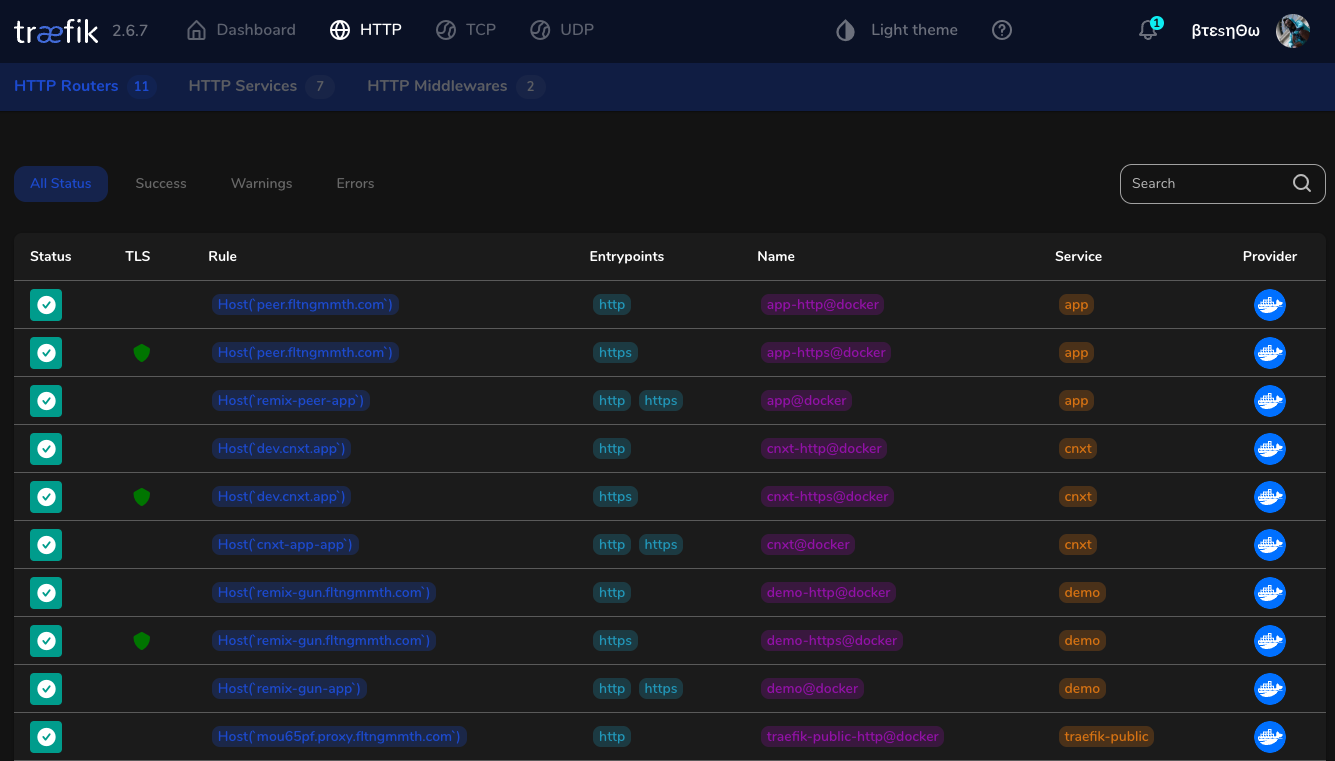 træfik 2.6.7 Dashboard HTTP TCP UDP Light theme 1 βτεsηΘω
HTTP Routers 11 HTTP Services 7 HTTP Middlewares 2
All Status Success Warnings Errors Search
Status TLS Rule Entrypoints Name Service Provider
Host(`peer.fltngmmth.com`) http app-http@docker app
Host(`peer.fltngmmth.com`) https app-https@docker app
Host(`remix-peer-app`) http https app@docker app
Host(`dev.cnxt.app`) http cnxt-http@docker cnxt
Host(`dev.cnxt.app`) https cnxt-https@docker cnxt
Host(`cnxt-app-app`) http https cnxt@docker cnxt
Host(`remix-gun.fltngmmth.com`) http demo-http@docker demo
Host(`remix-gun.fltngmmth.com`) https demo-https@docker demo
Host(`remix-gun-app`) http https demo@docker demo
Host(`mou65pf.proxy.fltngmmth.com`) http traefik-public-http@docker traefik-public